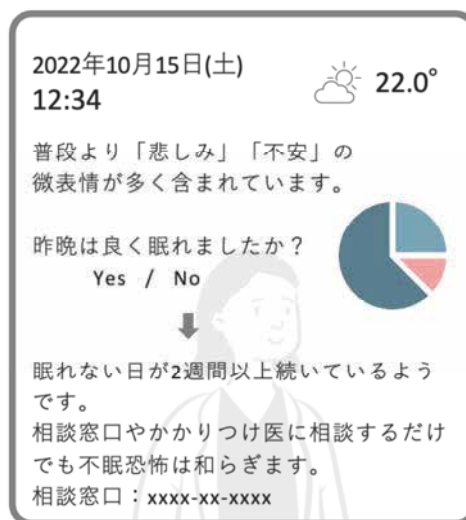 2022年10月15日(土)
12:34
22.0°
普段より「悲しみ」「不安」の
微表情が多く含まれています。
昨晩は良く眠れましたか？
Yes / No
眠れない日が2週間以上続いているよう
です。
相談窓口やかかりつけ医に相談するだけ
でも不眠恐怖は和らぎます。
相談窓口：xxxx-xx-xxxx